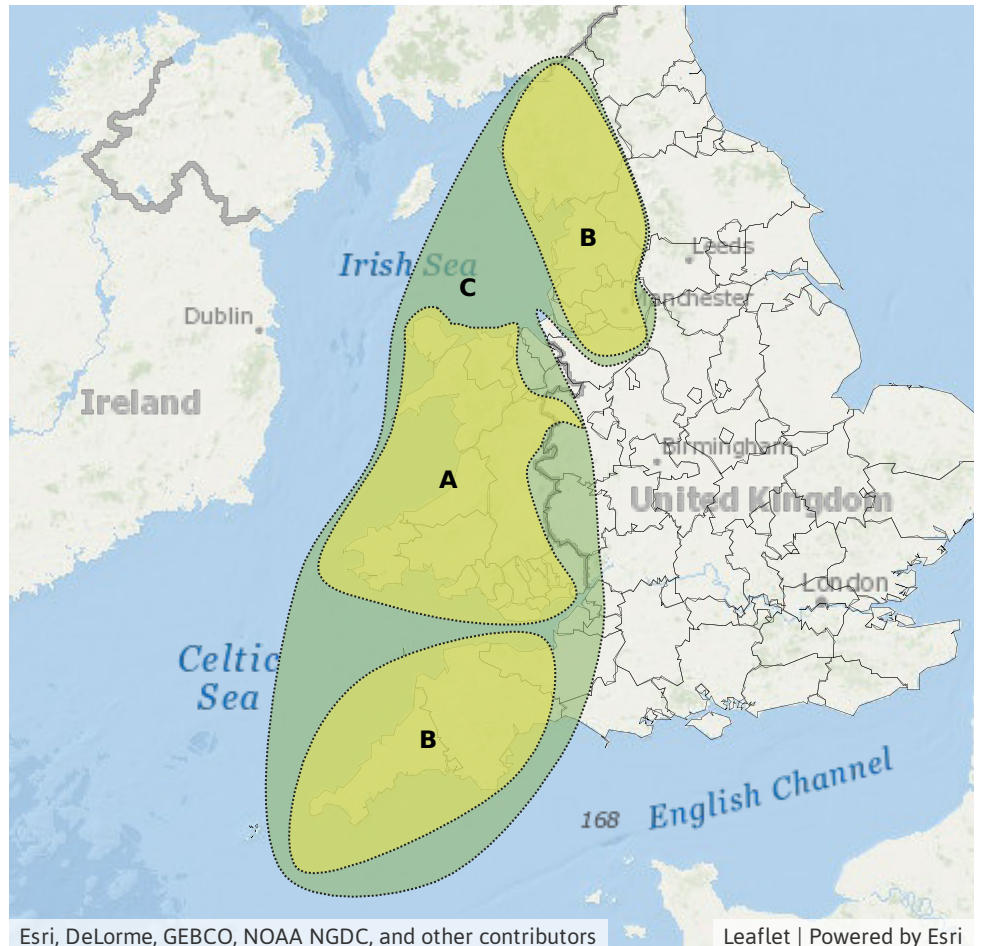 B
Leeds
Irish Sea
C
Manchester
Dublin
Ireland
Birmingham
A
United Kingdom
London
Celtic
Sea
B
English Channel
168
Esri, DeLorme, GEBCO, NOAA NGDC, and other contributors
Leaflet | Powered by Esri